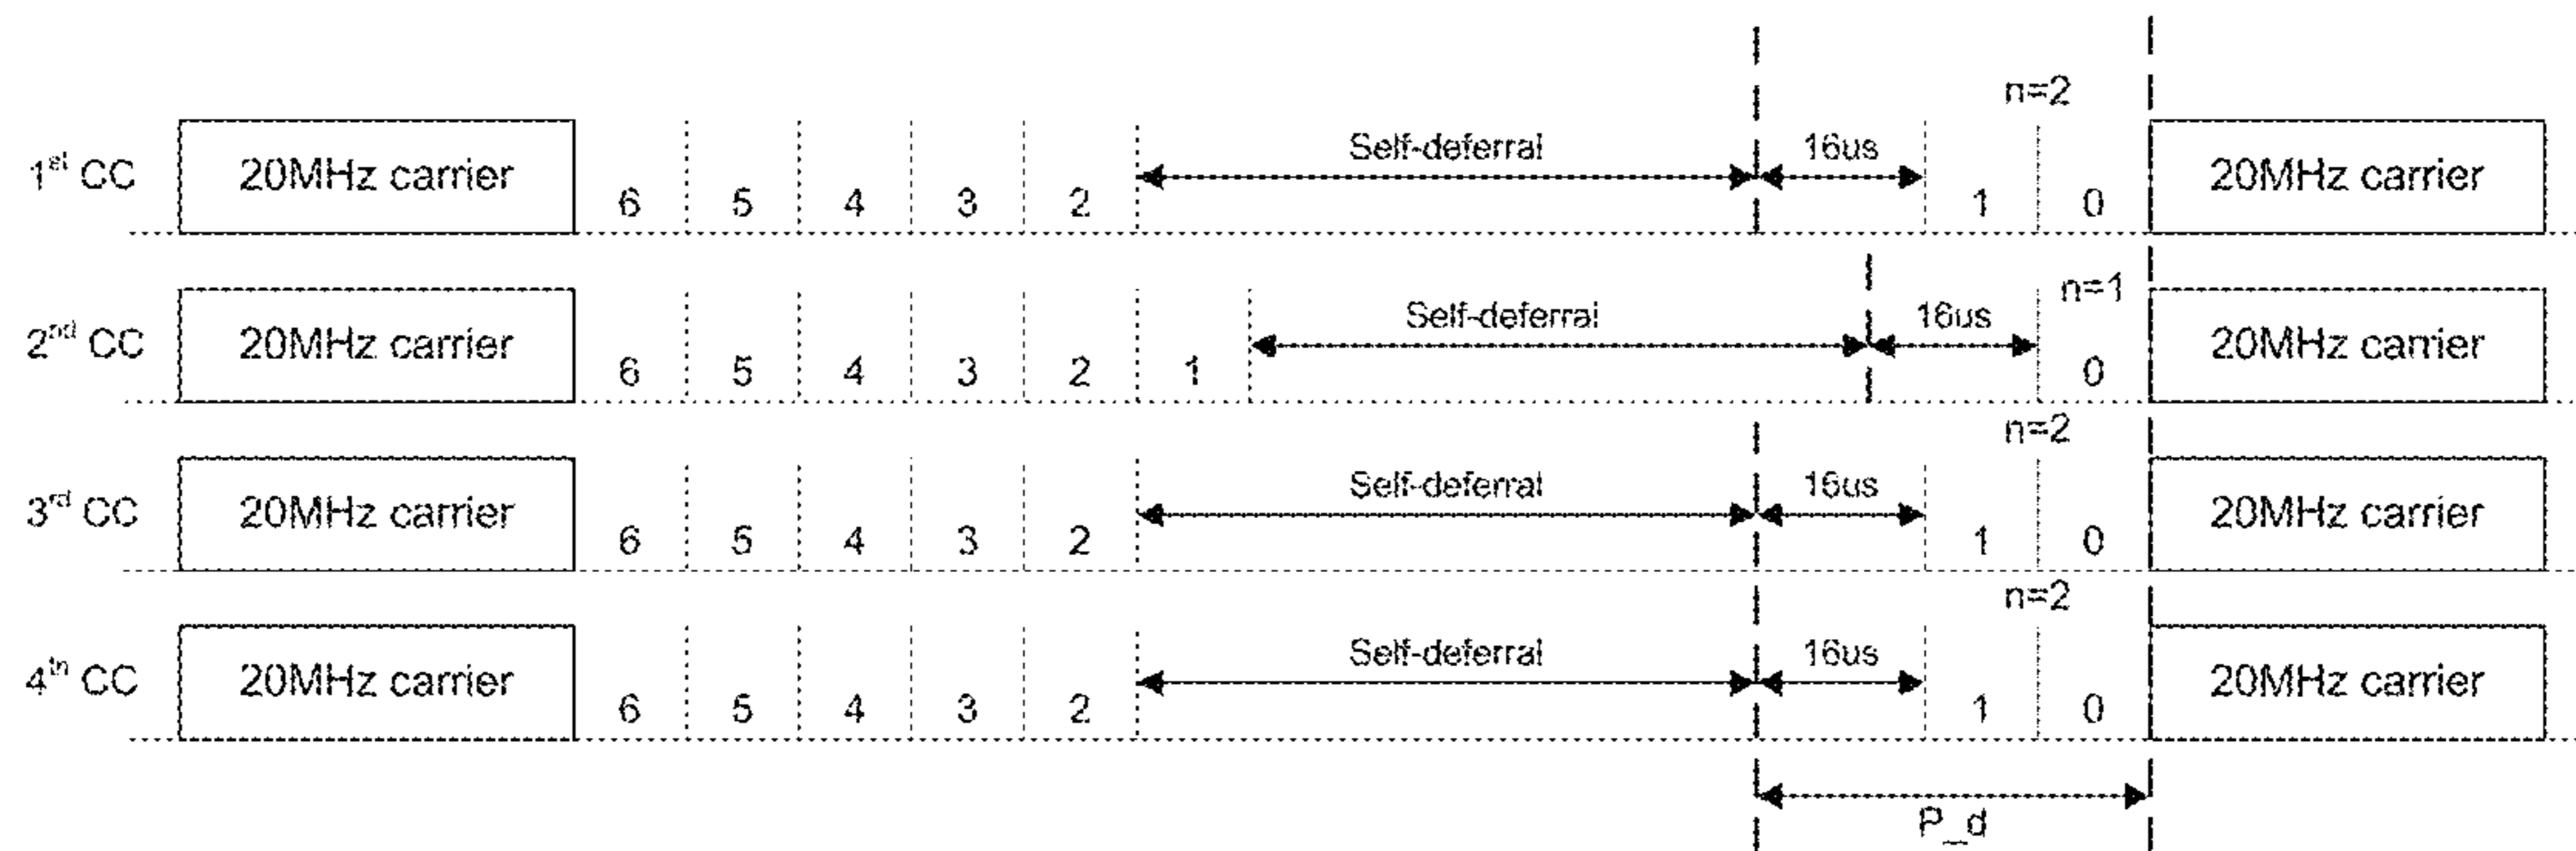 n=2
1st CC 20MHz carrier 6 5 4 3 2 Self-deferral 16us 1 0 20MHz carrier
n=1
2nd CC 20MHz carrier 6 5 4 3 2 1 Self-deferral 16us 0 20MHz carrier
n=2
3rd CC 20MHz carrier 6 5 4 3 2 Self-deferral 16us 1 0 20MHz carrier
n=2
4th CC 20MHz carrier 6 5 4 3 2 Self-deferral 16us 1 0 20MHz carrier
P_d